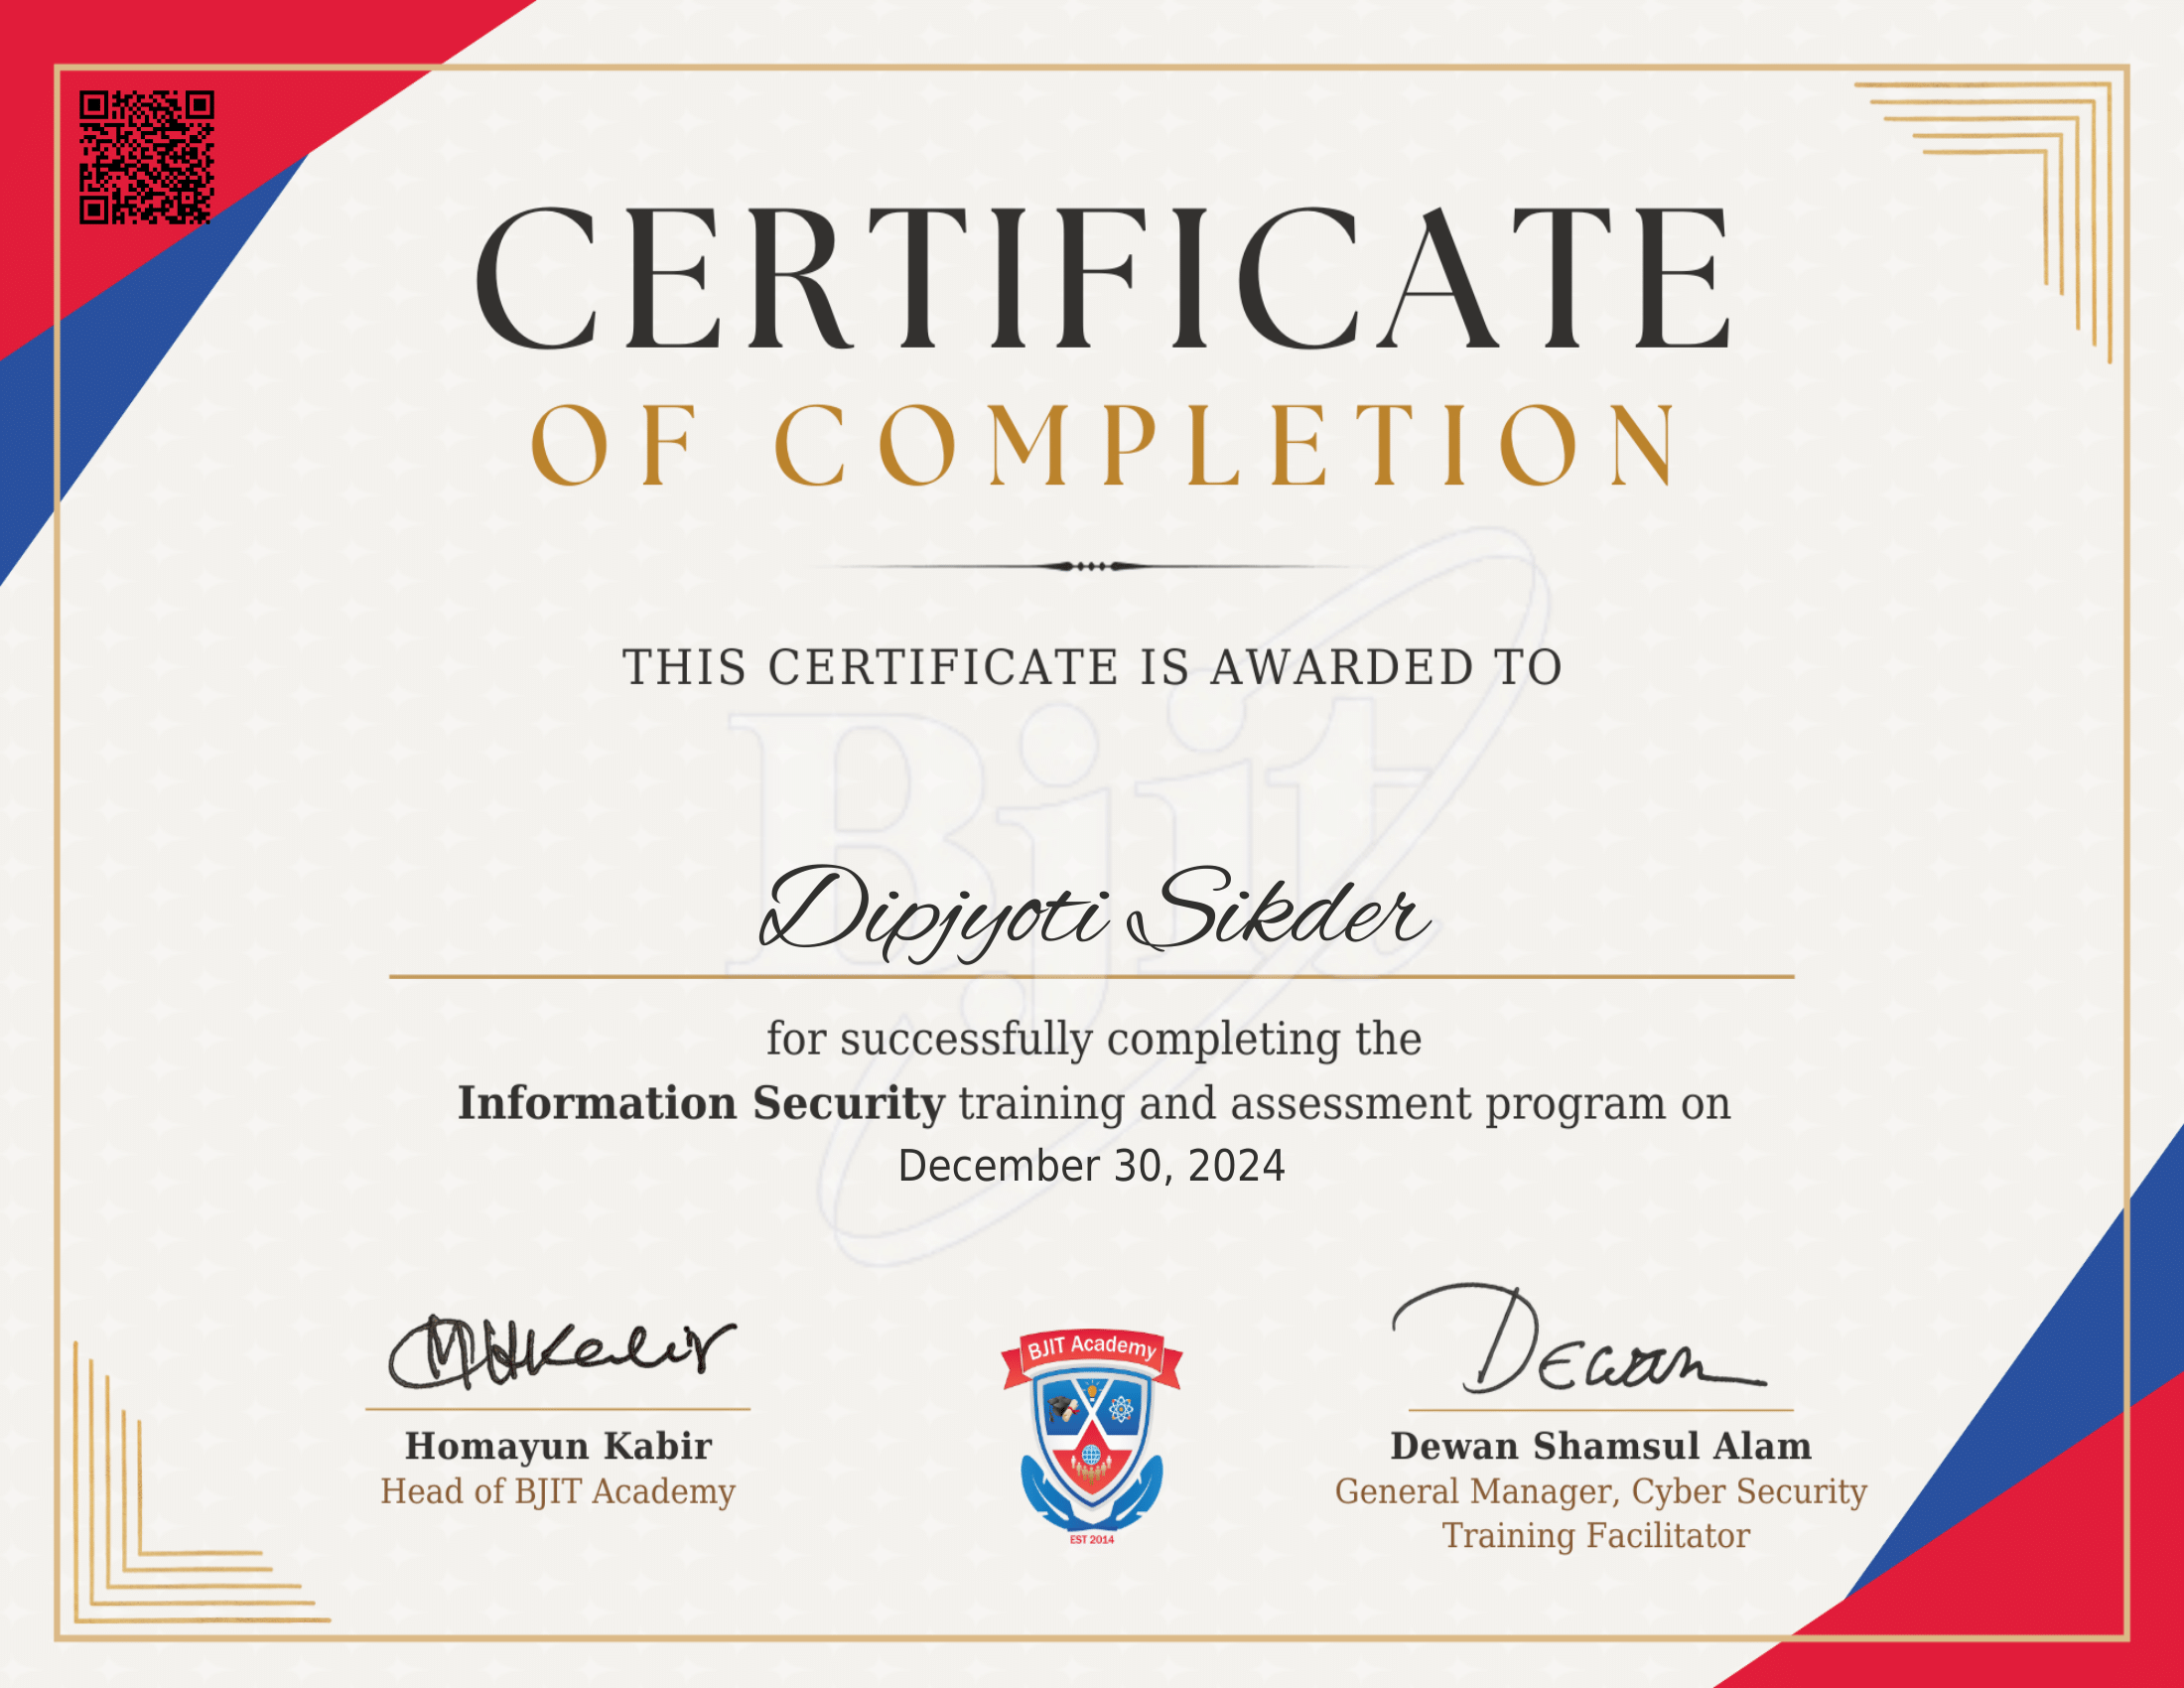 CERTIFICATE
OF COMPLETION
THIS CERTIFICATE IS AWARDED TO
Bjit
Dipjyoti Sikder
for successfully completing the
Information Security training and assessment program on
December 30, 2024
MHKabir
Dewan
BJIT Academy
EST 2014
Homayun Kabir
Head of BJIT Academy
Dewan Shamsul Alam
General Manager, Cyber Security
Training Facilitator